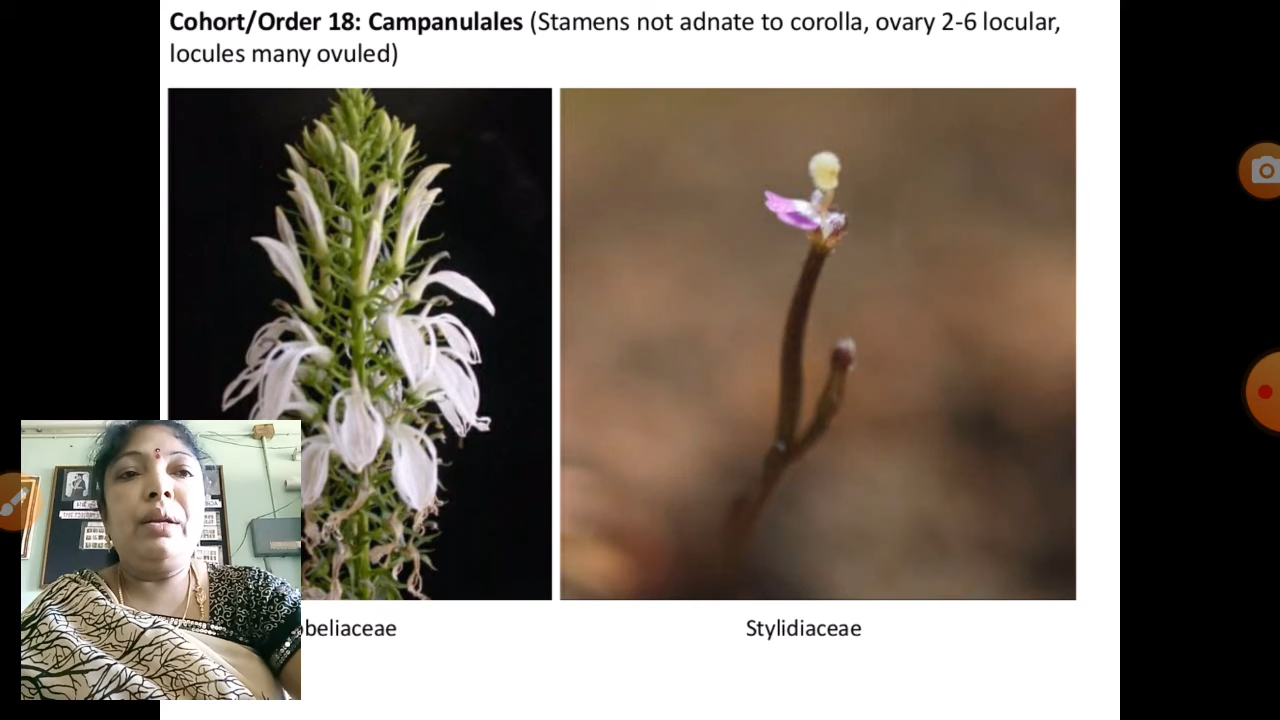 Cohort/Order 18: Campanulales (Stamens not adnate to corolla, ovary 2-6 locular,
locules many ovuled)
beliaceae
Stylidiaceae